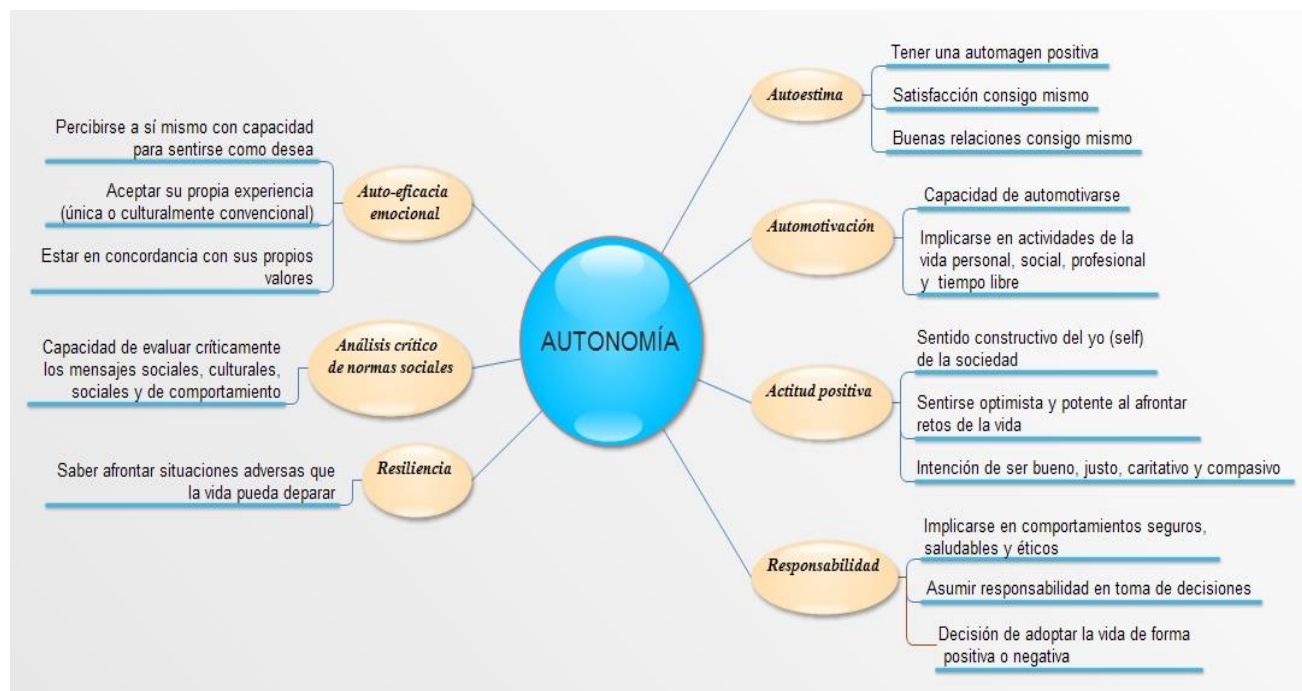 AUTONOMÍA
Autoestima
Tener una automagen positiva
Satisfacción consigo mismo
Buenas relaciones consigo mismo
Automotivación
Capacidad de automotivarse
Implicarse en actividades de la
vida personal, social, profesional
y tiempo libre
Actitud positiva
Sentido constructivo del yo (self)
de la sociedad
Sentirse optimista y potente al afrontar
retos de la vida
Intención de ser bueno, justo, caritativo y compasivo
Responsabilidad
Implicarse en comportamientos seguros,
saludables y éticos
Asumir responsabilidad en toma de decisiones
Decisión de adoptar la vida de forma
positiva o negativa
Auto-eficacia
emocional
Percibirse a sí mismo con capacidad
para sentirse como desea
Aceptar su propia experiencia
(única o culturalmente convencional)
Estar en concordancia con sus propios
valores
Análisis crítico
de normas sociales
Capacidad de evaluar críticamente
los mensajes sociales, culturales,
sociales y de comportamiento
Resiliencia
Saber afrontar situaciones adversas que
la vida pueda deparar